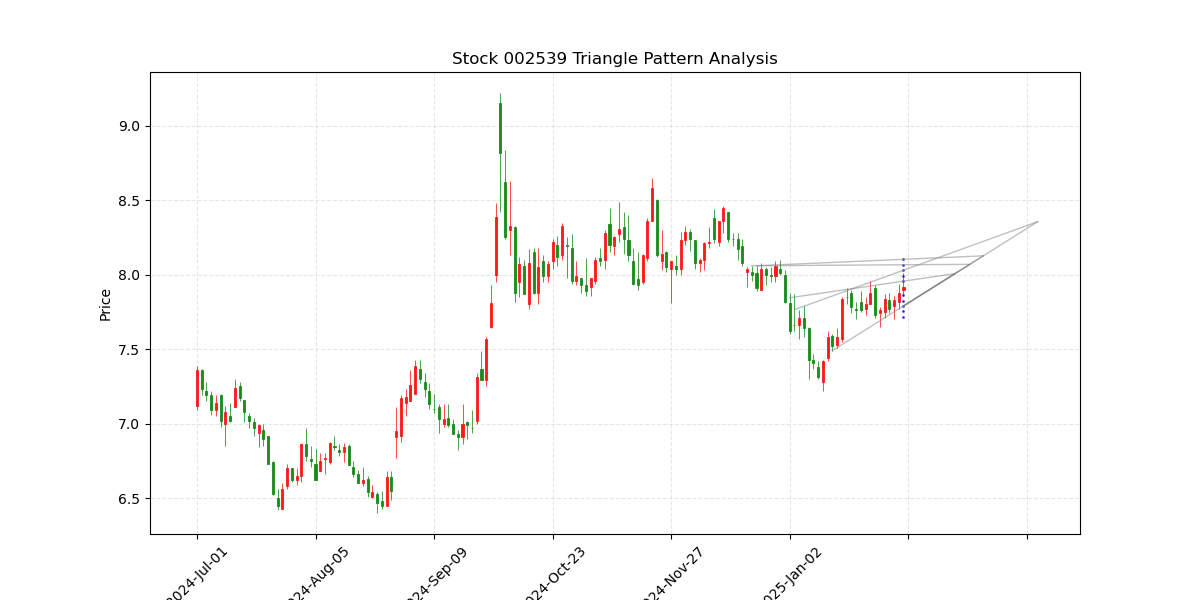 Stock 002539 Triangle Pattern Analysis
Price
9.0
8.5
8.0
7.5
7.0
6.5
2024-Jul-01
2024-Aug-05
2024-Sep-09
2024-Oct-23
2024-Nov-27
2025-Jan-02